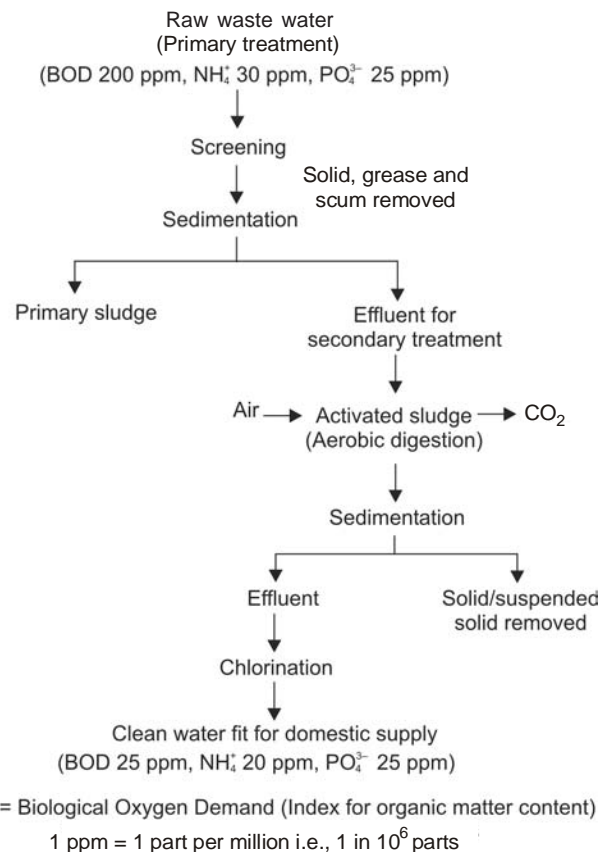 Raw waste water
(Primary treatment)
(BOD 200 ppm, NH₄⁺ 30 ppm, PO₄³⁻ 25 ppm)
Screening
Solid, grease and
scum removed
Sedimentation
Primary sludge
Effluent for
secondary treatment
Air
Activated sludge
CO₂
(Aerobic digestion)
Sedimentation
Effluent
Solid/suspended
solid removed
Chlorination
Clean water fit for domestic supply
(BOD 25 ppm, NH₄⁺ 20 ppm, PO₄³⁻ 25 ppm)
= Biological Oxygen Demand (Index for organic matter content)
1 ppm = 1 part per million i.e., 1 in 10⁶ parts